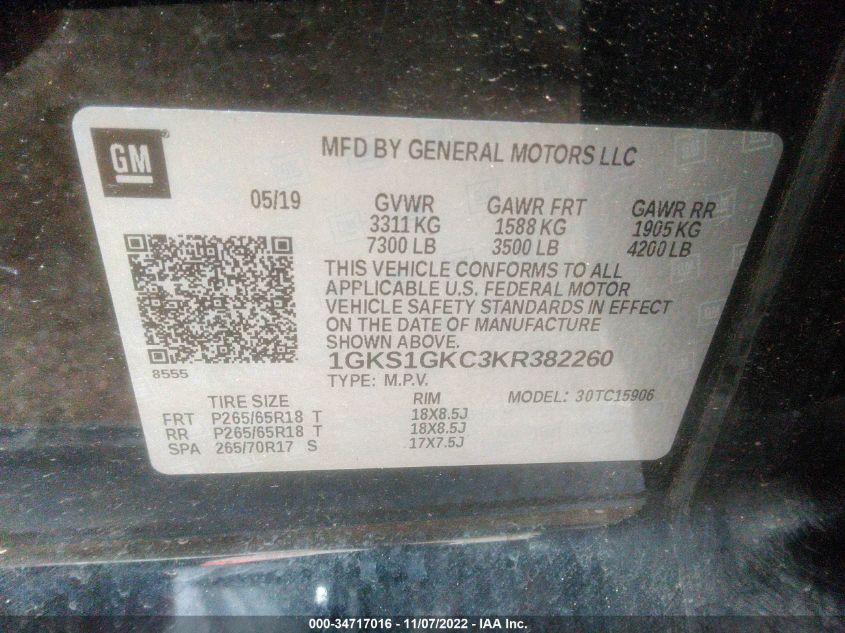 GM ®
MFD BY GENERAL MOTORS LLC
05/19
GVWR GAWR FRT GAWR RR
3311 KG 1588 KG 1905 KG
7300 LB 3500 LB 4200 LB
THIS VEHICLE CONFORMS TO ALL
APPLICABLE U.S. FEDERAL MOTOR
VEHICLE SAFETY STANDARDS IN EFFECT
ON THE DATE OF MANUFACTURE
SHOWN ABOVE.
8555
1GKS1GKC3KR382260
TYPE: M.P.V.
TIRE SIZE RIM MODEL: 30TC15906
FRT P265/65R18 T 18X8.5J
RR P265/65R18 T 18X8.5J
SPA 265/70R17 S 17X7.5J
000-34717016 - 11/07/2022 - IAA Inc.